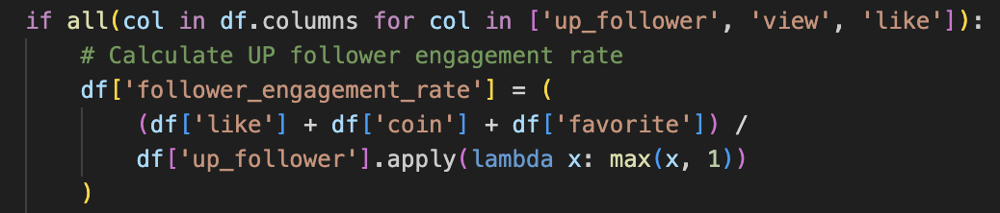 if all(col in df.columns for col in ['up_follower', 'view', 'like']):
    # Calculate UP follower engagement rate
    df['follower_engagement_rate'] = (
        (df['like'] + df['coin'] + df['favorite']) /
        df['up_follower'].apply(lambda x: max(x, 1))
    )